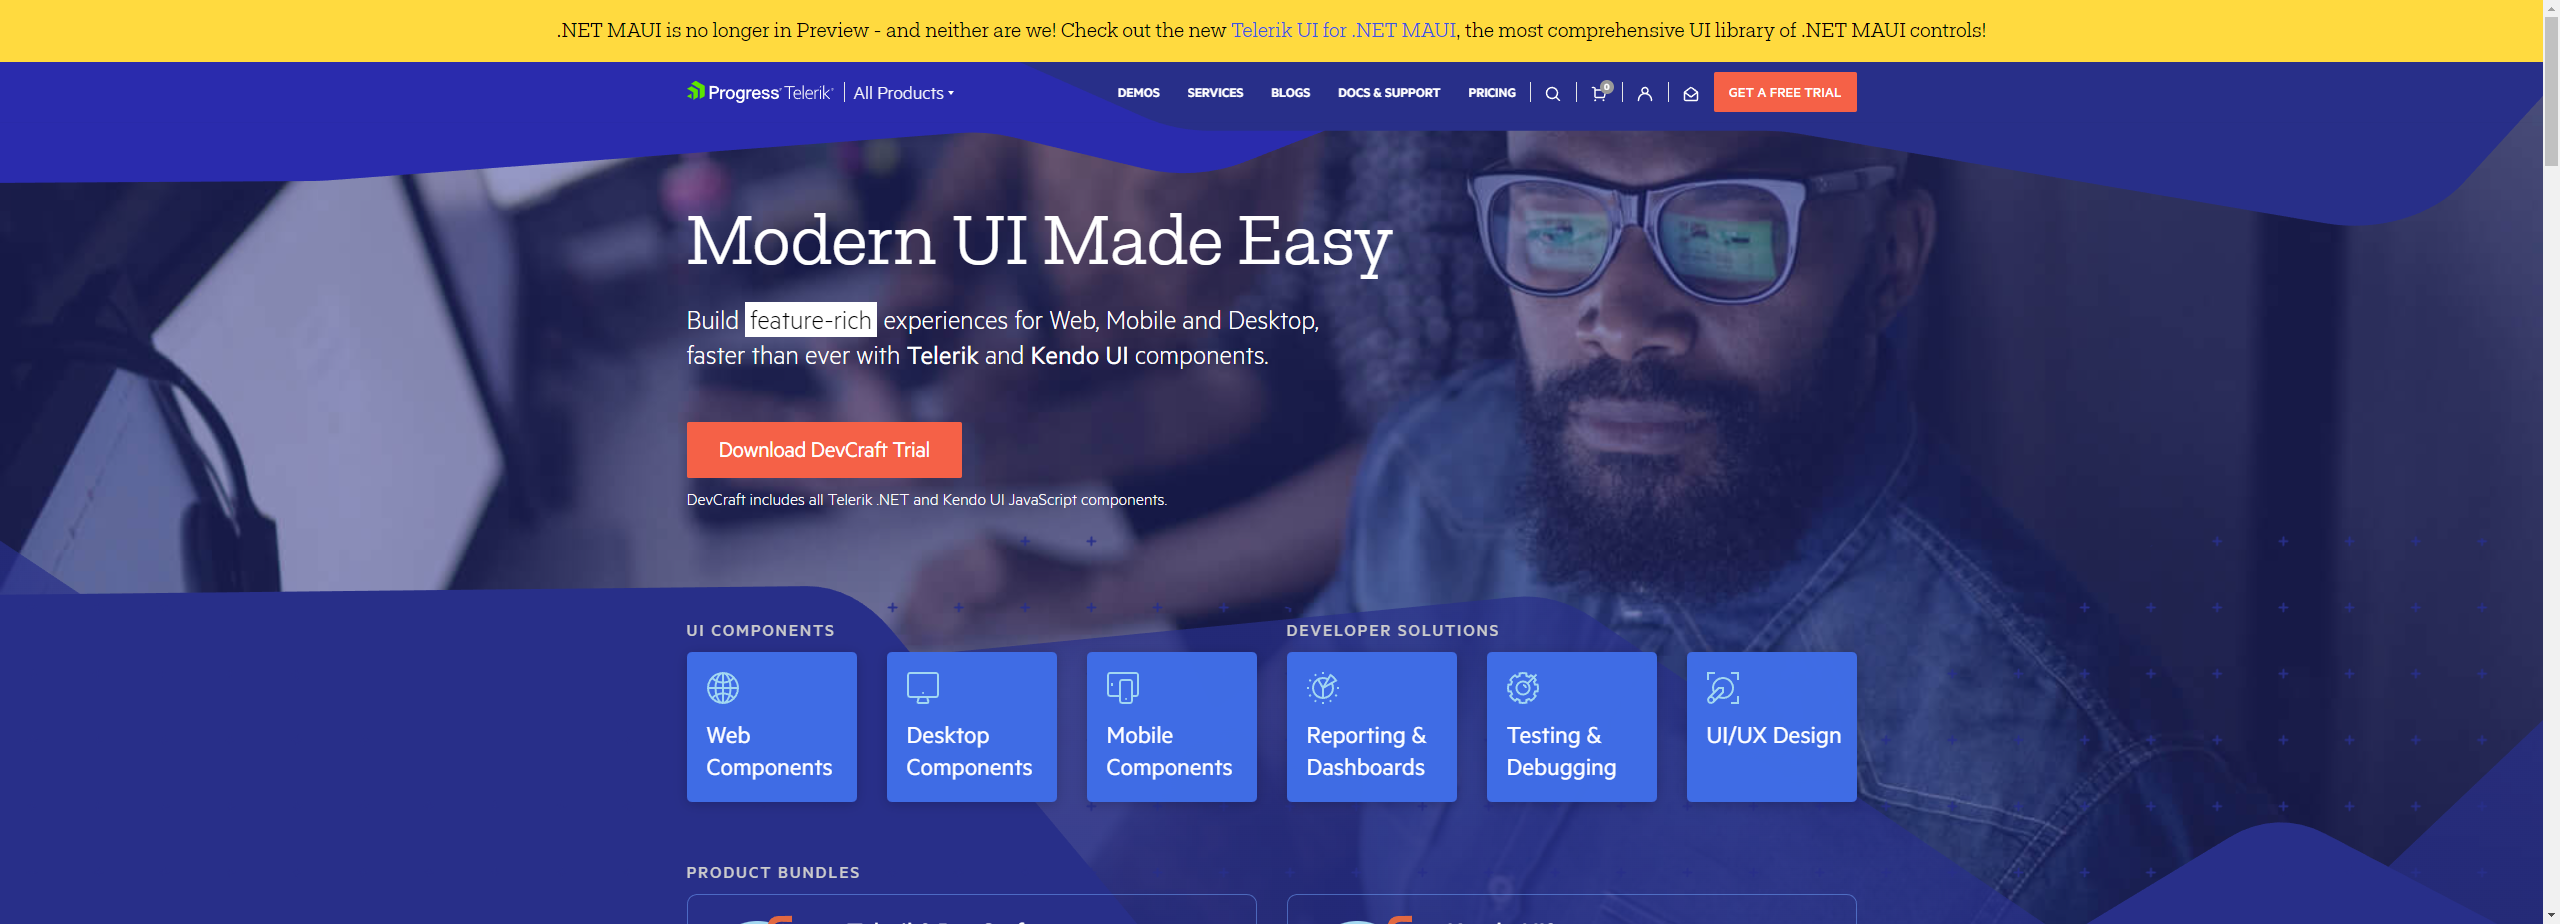 .NET MAUI is no longer in Preview - and neither are we! Check out the new Telerik UI for .NET MAUI, the most comprehensive UI library of .NET MAUI controls!
Progress Telerik All Products
DEMOS SERVICES BLOGS DOCS & SUPPORT PRICING 0 GET A FREE TRIAL
Modern UI Made Easy
Build feature-rich experiences for Web, Mobile and Desktop,
faster than ever with Telerik and Kendo UI components.
Download DevCraft Trial
DevCraft includes all Telerik .NET and Kendo UI JavaScript components.
UI COMPONENTS
Web
Components
Desktop
Components
Mobile
Components
DEVELOPER SOLUTIONS
Reporting &
Dashboards
Testing &
Debugging
UI/UX Design
PRODUCT BUNDLES